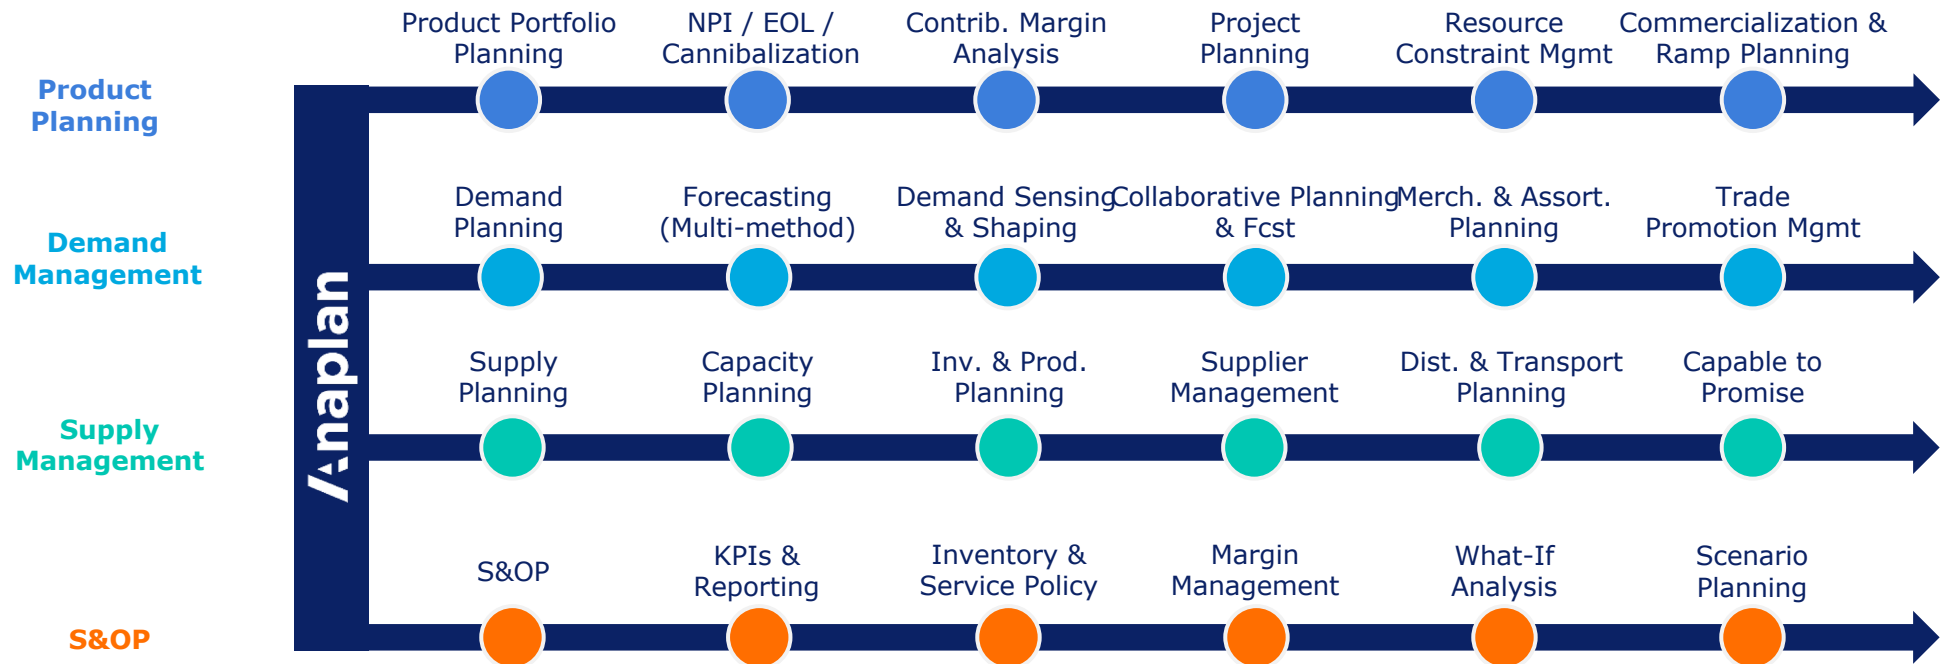 Product Portfolio
Planning
NPI / EOL /
Cannibalization
Contrib. Margin
Analysis
Project
Planning
Resource
Constraint Mgmt
Commercialization &
Ramp Planning
Product
Planning
Demand
Planning
Forecasting
(Multi-method)
Demand Sensing
& Shaping
Collaborative Planning
& Fcst
Merch. & Assort.
Planning
Trade
Promotion Mgmt
Demand
Management
Anaplan
Supply
Planning
Capacity
Planning
Inv. & Prod.
Planning
Supplier
Management
Dist. & Transport
Planning
Capable to
Promise
Supply
Management
S&OP
KPIs &
Reporting
Inventory &
Service Policy
Margin
Management
What-If
Analysis
Scenario
Planning
S&OP